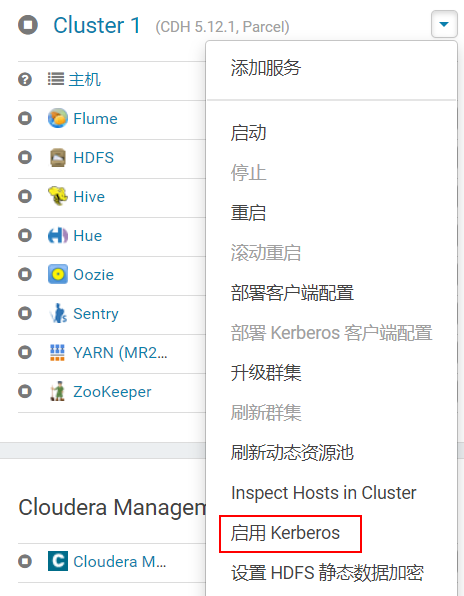 Cluster 1 (CDH 5.12.1, Parcel)
主机
Flume
HDFS
Hive
Hue
Oozie
Sentry
YARN (MR2…
ZooKeeper
Cloudera Managem
Cloudera M…
添加服务
启动
停止
重启
滚动重启
部署客户端配置
部署 Kerberos 客户端配置
升级群集
刷新群集
刷新动态资源池
Inspect Hosts in Cluster
启用 Kerberos
设置 HDFS 静态数据加密